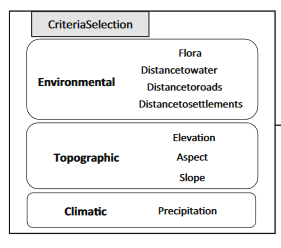 CriteriaSelection
Environmental
Flora
Distancetowater
Distancetoroads
Distancetosettlements
Topographic
Elevation
Aspect
Slope
Climatic
Precipitation